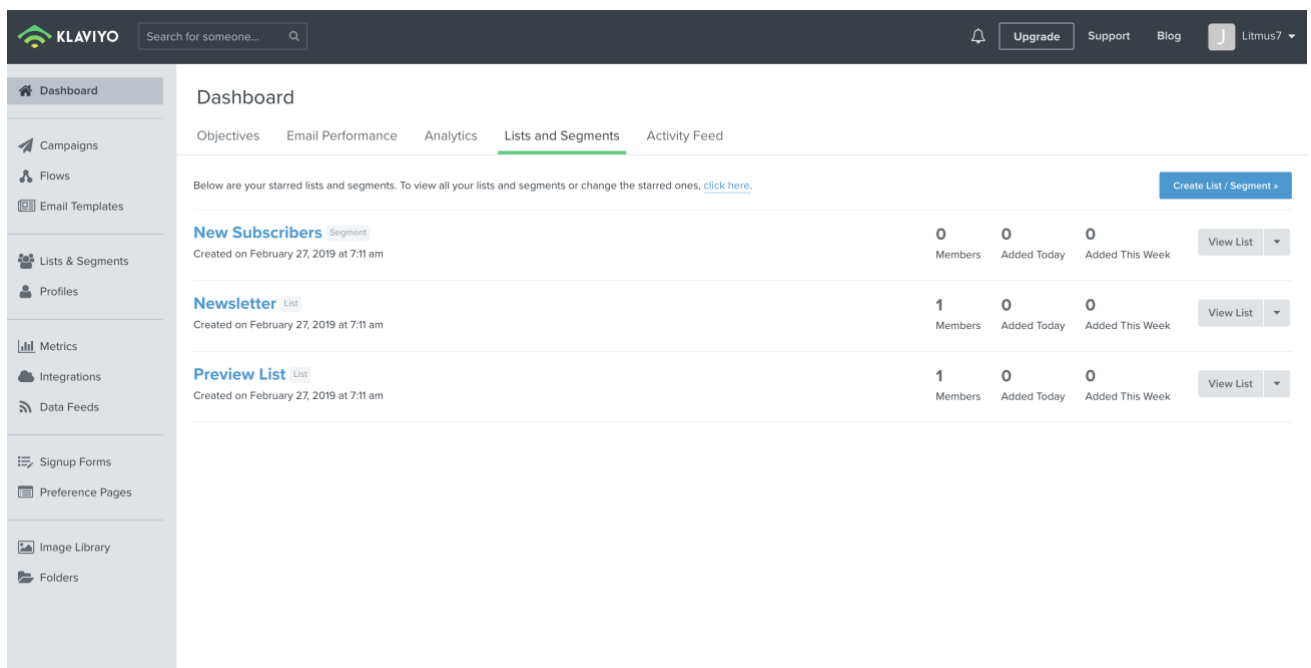 KLAVIYO Search for someone... Upgrade Support Blog J Litmus7
Dashboard
Campaigns
Flows
Email Templates
Lists & Segments
Profiles
Metrics
Integrations
Data Feeds
Signup Forms
Preference Pages
Image Library
Folders
Dashboard
Objectives Email Performance Analytics Lists and Segments Activity Feed
Below are your starred lists and segments. To view all your lists and segments or change the starred ones, click here. Create List / Segment »
New Subscribers Segment
Created on February 27, 2019 at 7:11 am
0 0 0
Members Added Today Added This Week
View List
Newsletter List
Created on February 27, 2019 at 7:11 am
1 0 0
Members Added Today Added This Week
View List
Preview List List
Created on February 27, 2019 at 7:11 am
1 0 0
Members Added Today Added This Week
View List